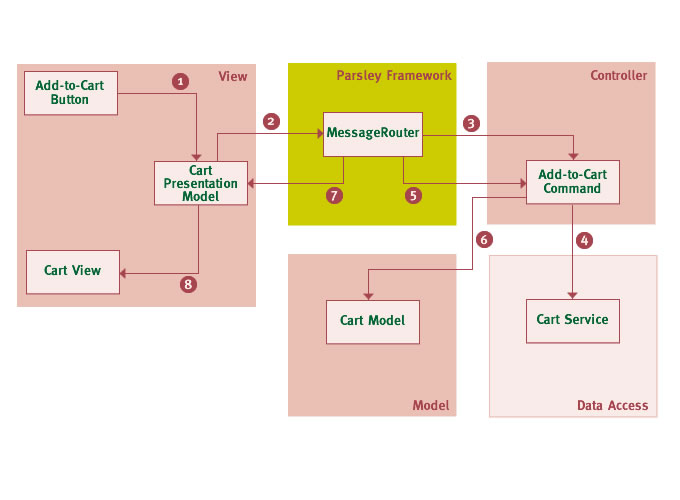 View
Parsley Framework
Controller
Add-to-Cart
Button
1
2
MessageRouter
3
Cart
Presentation
Model
7
5
Add-to-Cart
Command
6
4
Cart View
8
Cart Model
Cart Service
Model
Data Access